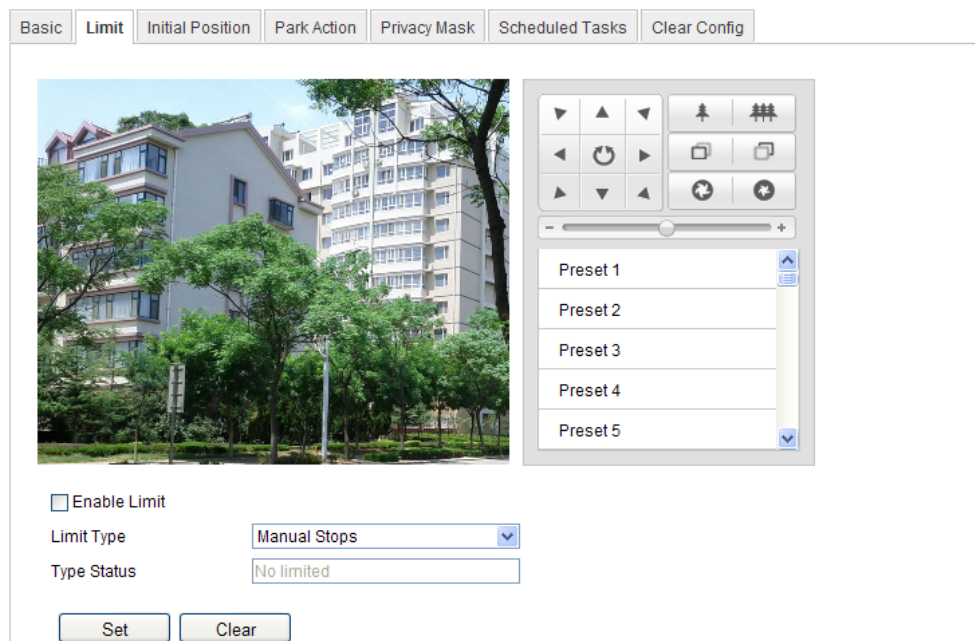 Basic Limit Initial Position Park Action Privacy Mask Scheduled Tasks Clear Config
- +
Preset 1
Preset 2
Preset 3
Preset 4
Preset 5
Enable Limit
Limit Type Manual Stops
Type Status No limited
Set Clear